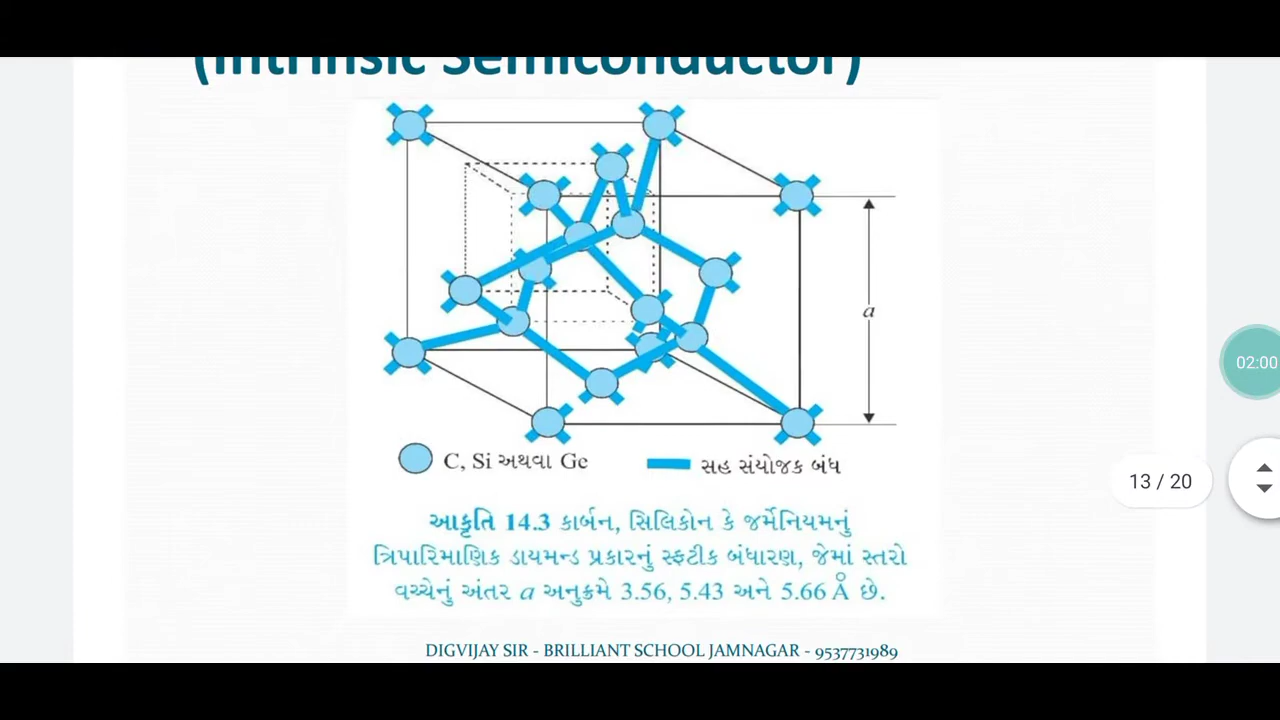 (Intrinsic Semiconductor)
a
C, Si અથવા Ge
સહ સંયોજક બંધ
આકૃતિ 14.3 કાર્બન, સિલિકોન કે જર્મેનિયમનું
ત્રિપારિમાણિક ડાયમન્ડ પ્રકારનું સ્ફટીક બંધારણ, જેમાં સ્તરો
વચ્ચેનું અંતર a અનુક્રમે 3.56, 5.43 અને 5.66 Å છે.
DIGVIJAY SIR - BRILLIANT SCHOOL JAMNAGAR - 9537731989
02:00
13 / 20